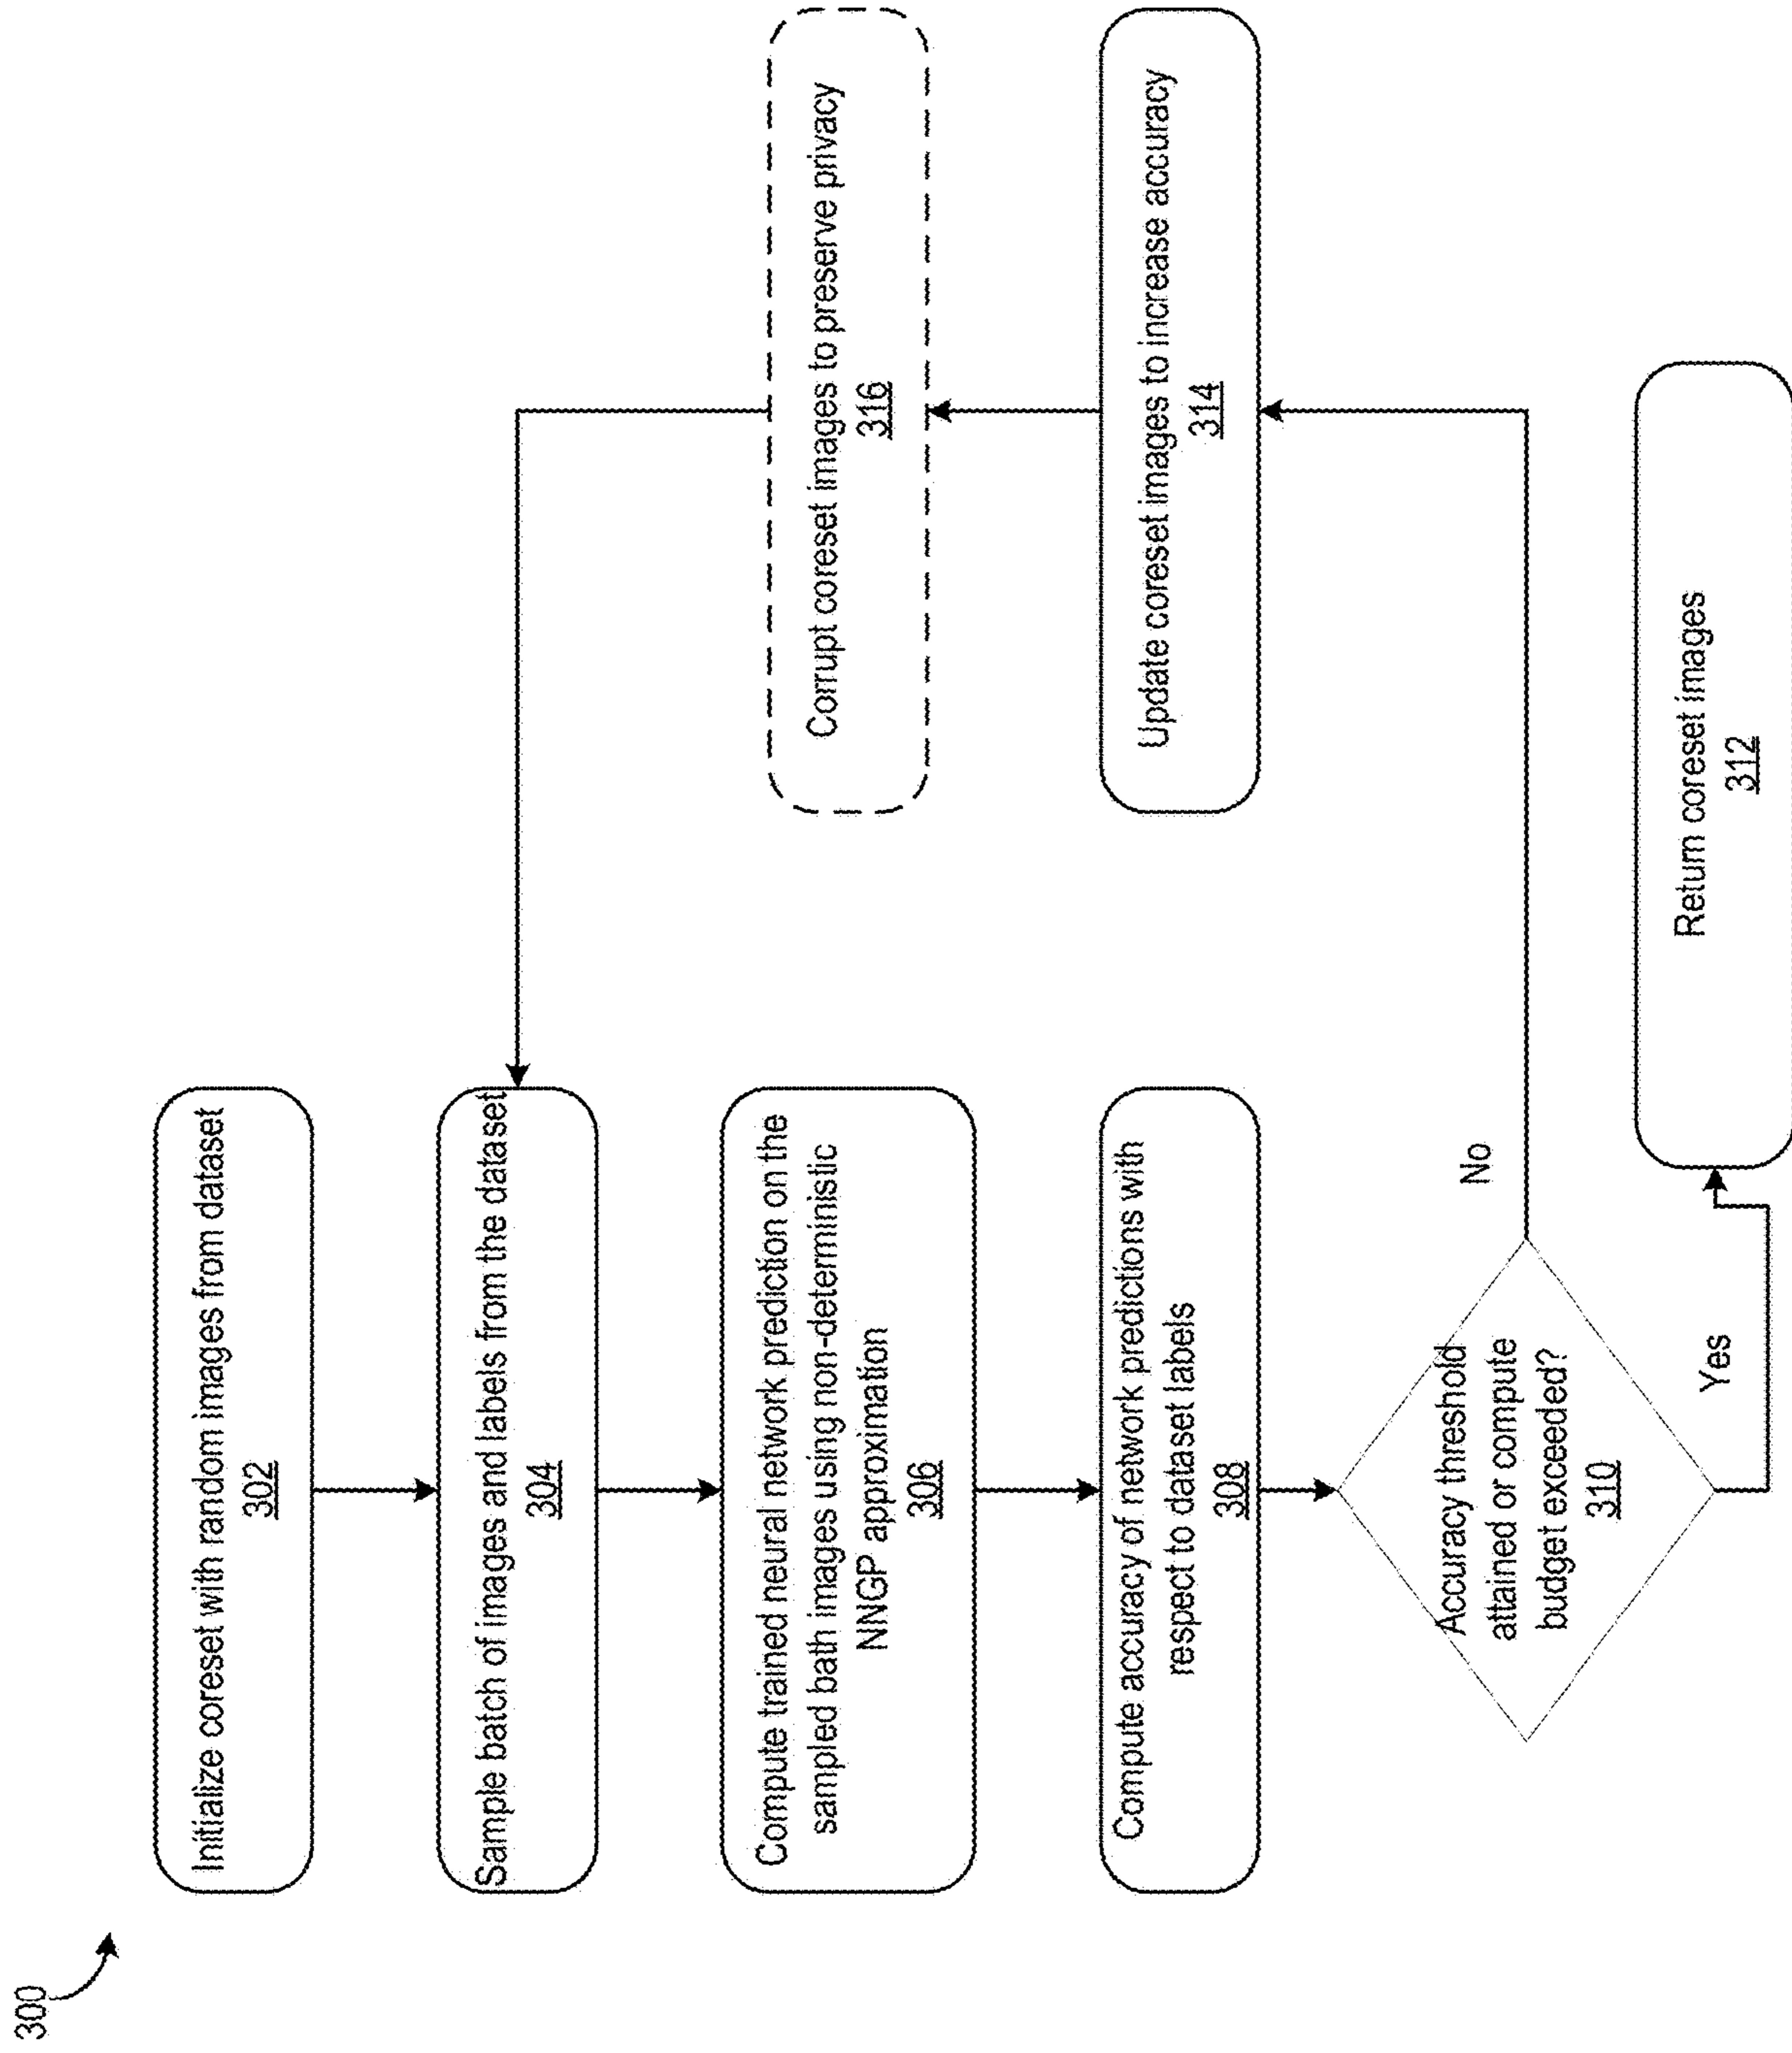 300
Initialize coreset with random images from dataset
302
Sample batch of images and labels from the dataset
304
Compute trained neural network prediction on the
sampled bath images using non-deterministic
NNGP approximation
306
Compute accuracy of network predictions with
respect to dataset labels
308
Accuracy threshold
attained or compute
budget exceeded?
310
No
Yes
Corrupt coreset images to preserve privacy
316
Update coreset images to increase accuracy
314
Return coreset images
312